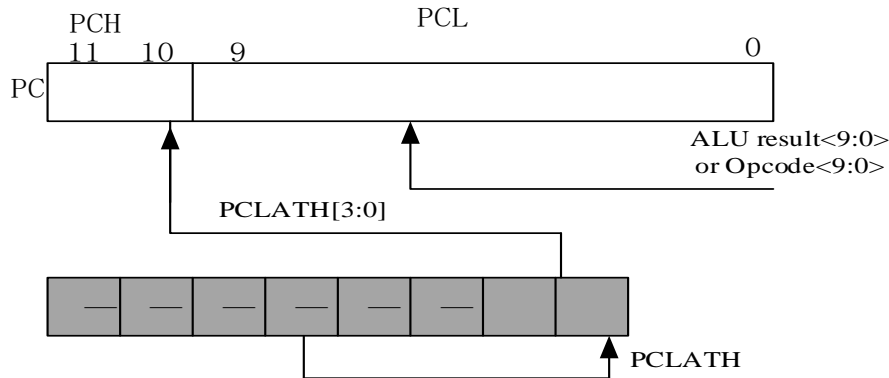 PCH PCL
11 10 9 0
PC
ALU result<9:0>
or Opcode<9:0>
PCLATH[3:0]
— — — — — —
PCLATH